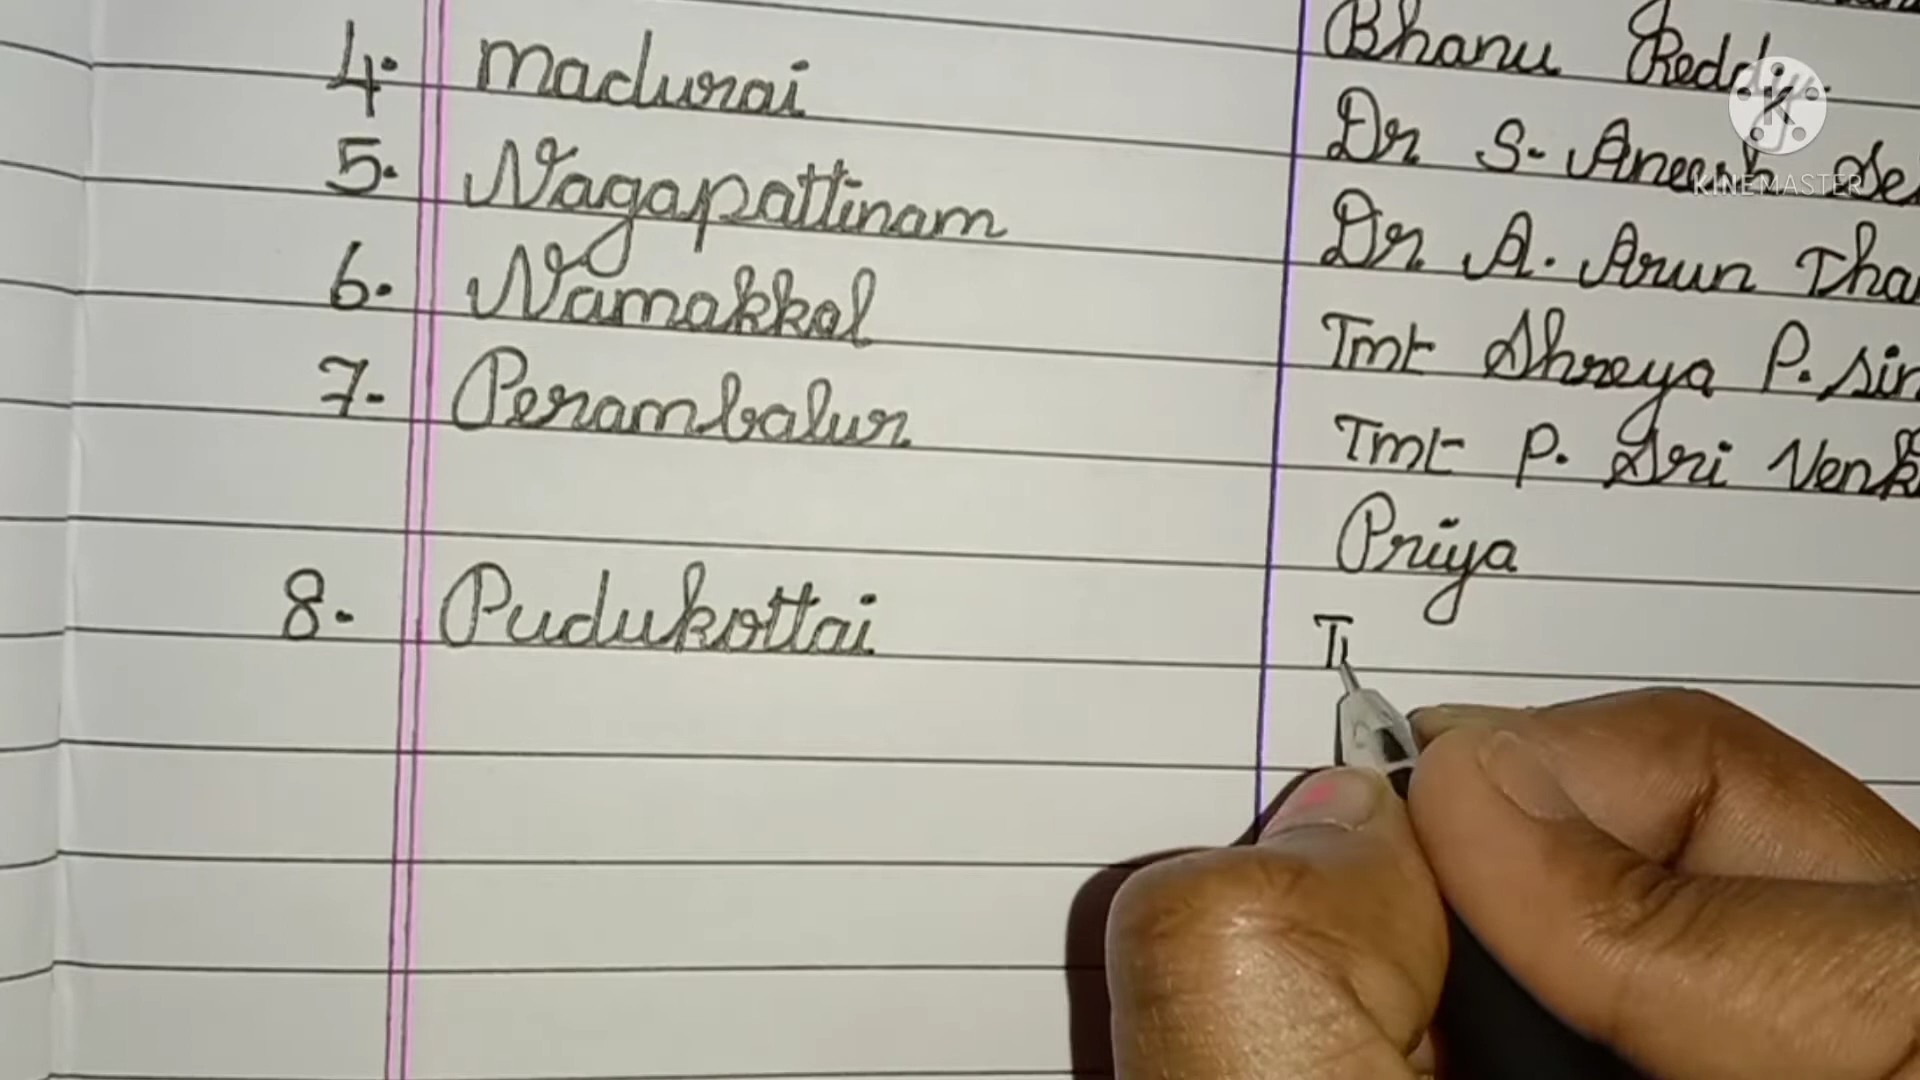 Bhanu Reddy
4. Madurai Dr S. Aneesh
5. Nagapattinam Dr. A. Arun
6. Namakkal Tmt Shreya P.
7. Perambalur Tmt P. Sri
Priya
8. Pudukottai T
KINEMASTER